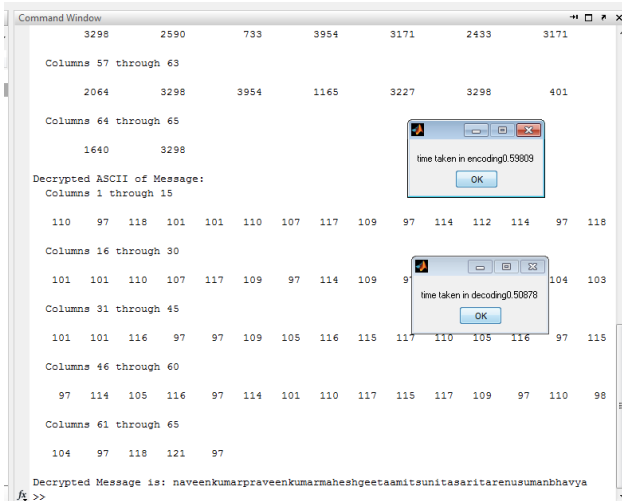 Command Window
3298 2590 733 3954 3171 2433 3171
Columns 57 through 63
2064 3298 3954 1165 3227 3298 401
Columns 64 through 65
1640 3298
Decrypted ASCII of Message:
Columns 1 through 15
110 97 118 101 101 110 107 117 109 97 114 112 114 97 118
Columns 16 through 30
101 101 110 107 117 109 97 114 109 104 103
Columns 31 through 45
101 101 116 97 97 109 105 116 115 117 110 105 116 97 115
Columns 46 through 60
97 114 105 116 97 114 101 110 117 115 117 109 97 110 98
Columns 61 through 65
104 97 118 121 97
Decrypted Message is: naveenkumarpraveenkumarmaheshgeetaamitsunitasaritarenusumanbhavya
fx >>
time taken in encoding0.59809
OK
time taken in decoding0.50878
OK